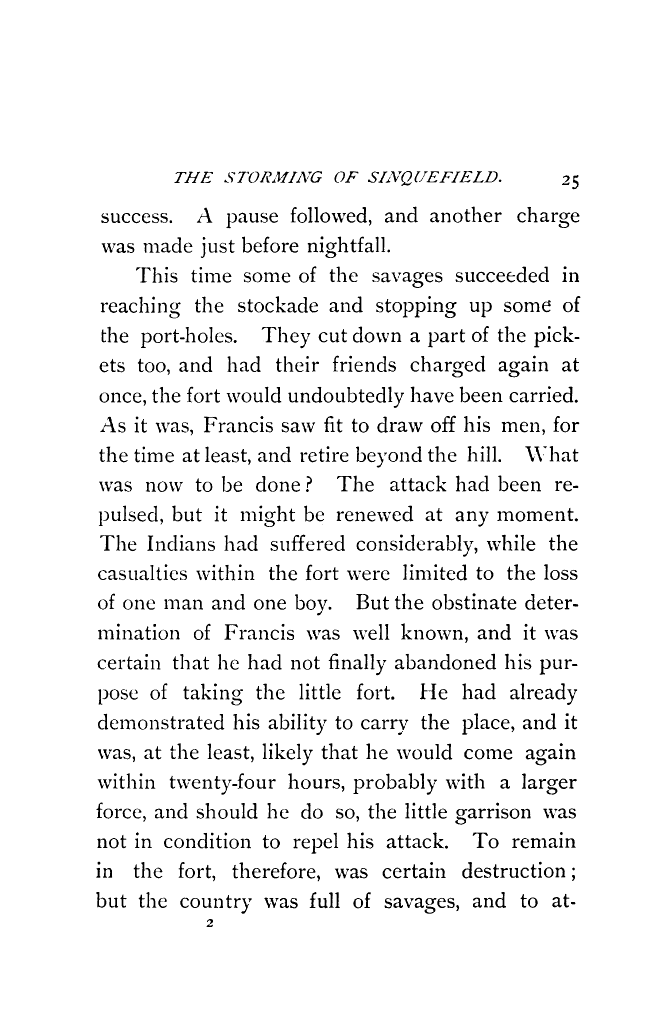 THE STORMING OF SINQUEFIELD. 25
success. A pause followed, and another charge
was made just before nightfall.
This time some of the savages succeeded in
reaching the stockade and stopping up some of
the port-holes. They cut down a part of the pick-
ets too, and had their friends charged again at
once, the fort would undoubtedly have been carried.
As it was, Francis saw fit to draw off his men, for
the time at least, and retire beyond the hill. What
was now to be done? The attack had been re-
pulsed, but it might be renewed at any moment.
The Indians had suffered considerably, while the
casualties within the fort were limited to the loss
of one man and one boy. But the obstinate deter-
mination of Francis was well known, and it was
certain that he had not finally abandoned his pur-
pose of taking the little fort. He had already
demonstrated his ability to carry the place, and it
was, at the least, likely that he would come again
within twenty-four hours, probably with a larger
force, and should he do so, the little garrison was
not in condition to repel his attack. To remain
in the fort, therefore, was certain destruction;
but the country was full of savages, and to at-
2